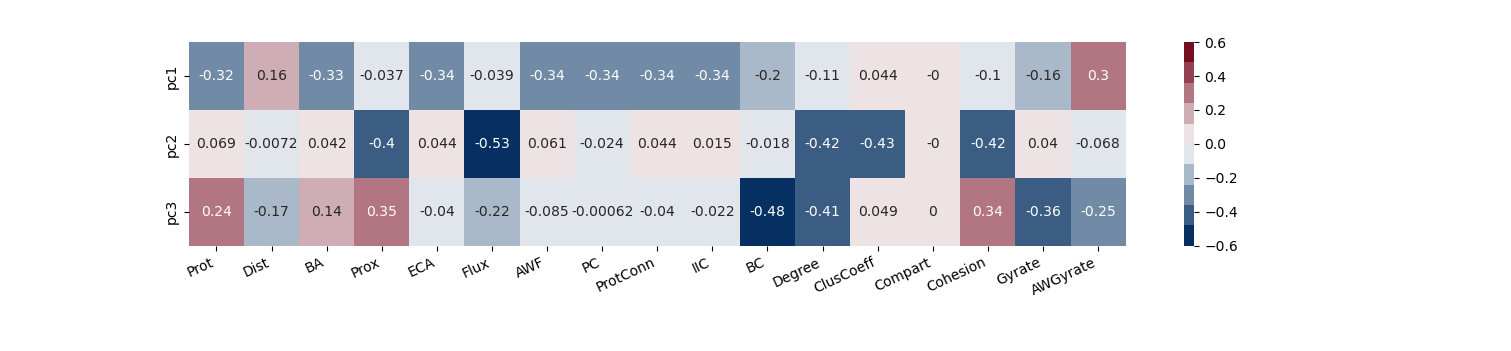 pc1 -0.32 0.16 -0.33 -0.037 -0.34 -0.039 -0.34 -0.34 -0.34 -0.34 -0.2 -0.11 0.044 -0 -0.1 -0.16 0.3
pc2 0.069 -0.0072 0.042 -0.4 0.044 -0.53 0.061 -0.024 0.044 0.015 -0.018 -0.42 -0.43 -0 -0.42 0.04 -0.068
pc3 0.24 -0.17 0.14 0.35 -0.04 -0.22 -0.085 -0.00062 -0.04 -0.022 -0.48 -0.41 0.049 0 0.34 -0.36 -0.25
Prot Dist BA Prox ECA Flux AWF PC ProtConn IIC BC Degree ClusCoeff Compart Cohesion Gyrate AWGyrate
0.6
0.4
0.2
0.0
−0.2
−0.4
−0.6